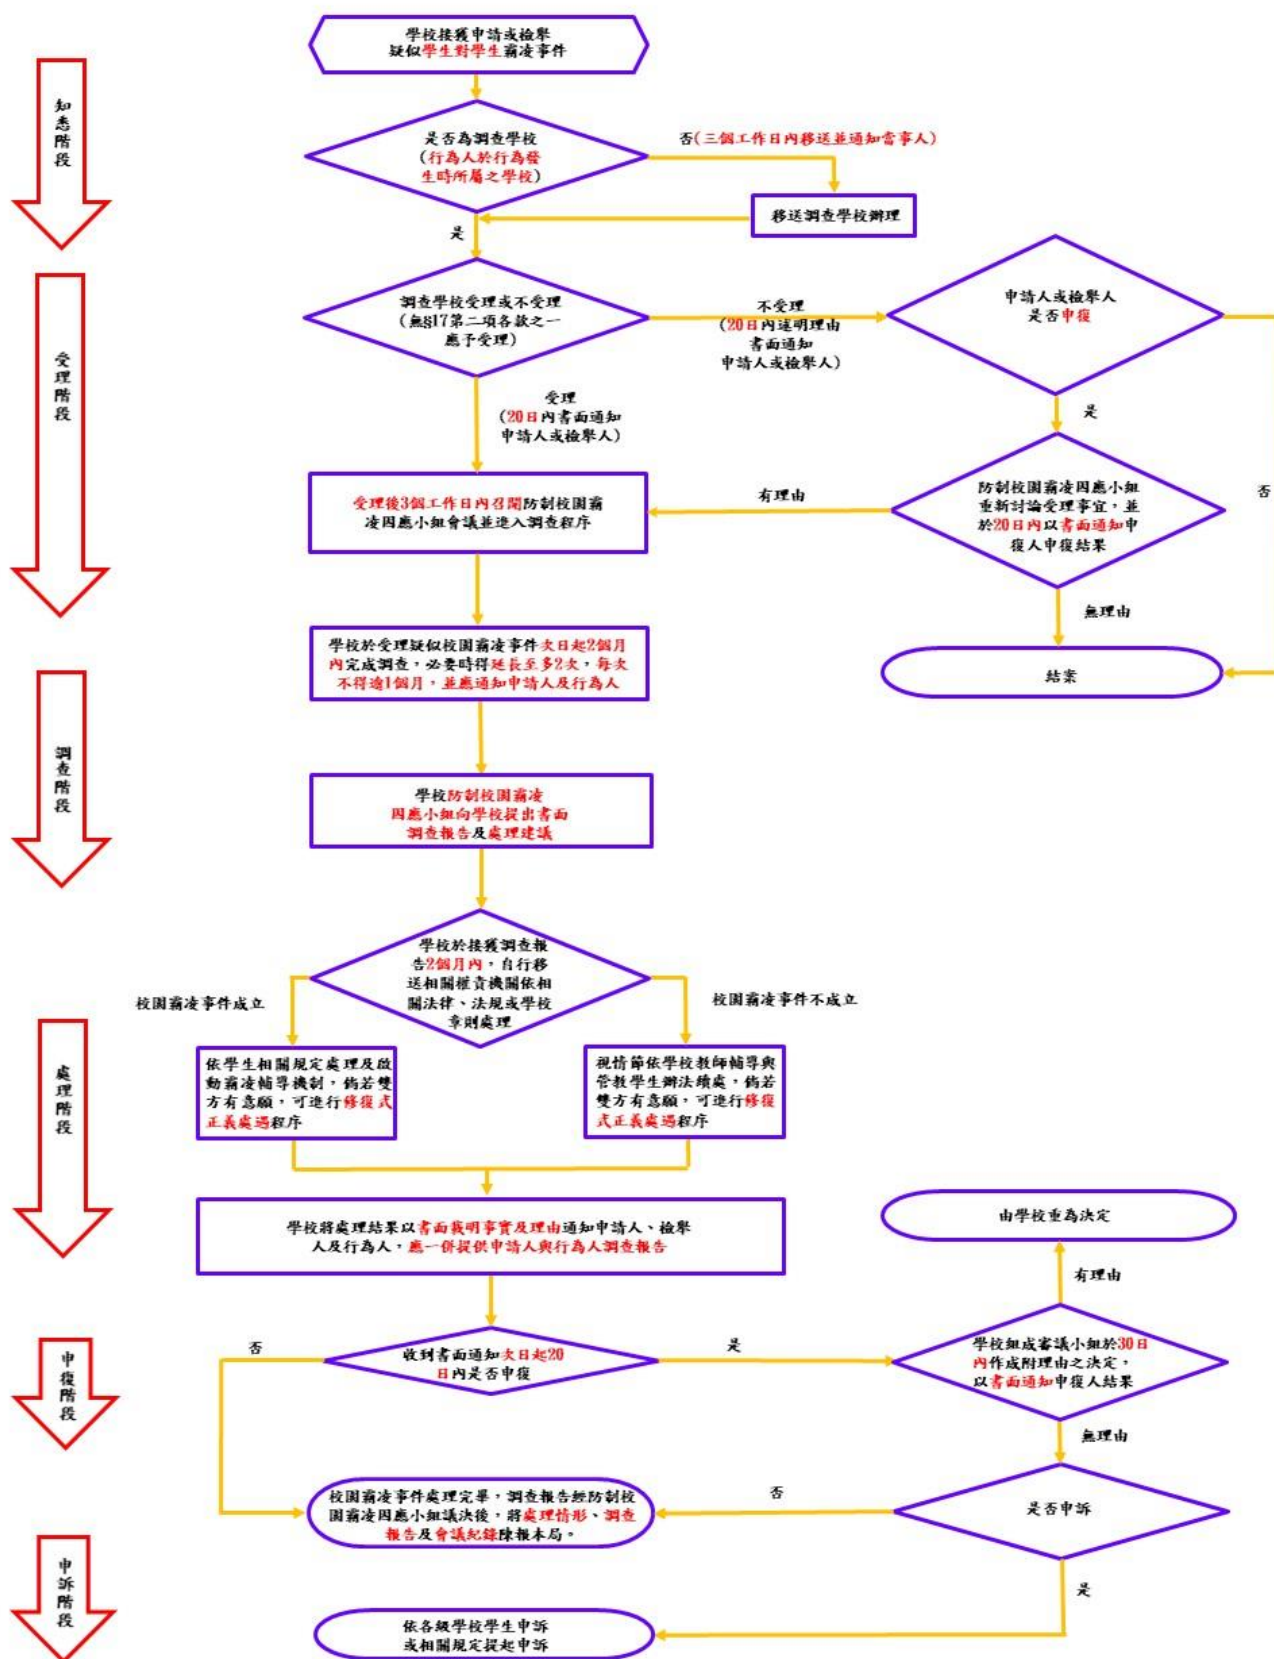 學校接獲申請或檢舉
疑似學生對學生霸凌事件
知悉階段
是否為調查學校
(行為人於行為發
生時所屬之學校)
否(三個工作日內移送並通知當事人)
移送調查學校辦理
是
受理階段
調查學校受理或不受理
(無§17第二項各款之一
應予受理)
不受理
(20日內述明理由
書面通知
申請人或檢舉人)
申請人或檢舉人
是否申復
受理
(20日內書面通知
申請人或檢舉人)
是
否
受理後3個工作日內召開防制校園霸
凌因應小組會議並進入調查程序
有理由
防制校園霸凌因應小組
重新討論受理事宜，並
於20日內以書面通知申
復人申復結果
無理由
結案
調查階段
學校於受理疑似校園霸凌事件次日起2個月
內完成調查，必要時得延長至多2次，每次
不得逾1個月，並應通知申請人及行為人
學校防制校園霸凌
因應小組向學校提出書面
調查報告及處理建議
處理階段
學校於接獲調查報
告2個月內，自行移
送相關權責機關依相
關法律、法規或學校
章則處理
校園霸凌事件成立
校園霸凌事件不成立
依學生相關規定處理及啟
動霸凌輔導機制，倘若雙
方有意願，可進行修復式
正義處遇程序
視情節依學校教師輔導與
管教學生辦法續處，倘若
雙方有意願，可進行修復
式正義處遇程序
學校將處理結果以書面載明事實及理由通知申請人、檢舉
人及行為人，應一併提供申請人與行為人調查報告
由學校重為決定
有理由
申復階段
收到書面通知次日起20
日內是否申復
否
是
學校組成審議小組於30日
內作成附理由之決定，
以書面通知申復人結果
無理由
校園霸凌事件處理完畢，調查報告經防制校
園霸凌因應小組議決後，將處理情形、調查
報告及會議紀錄陳報本局。
否
是否申訴
是
申訴階段
依各級學校學生申訴
或相關規定提起申訴